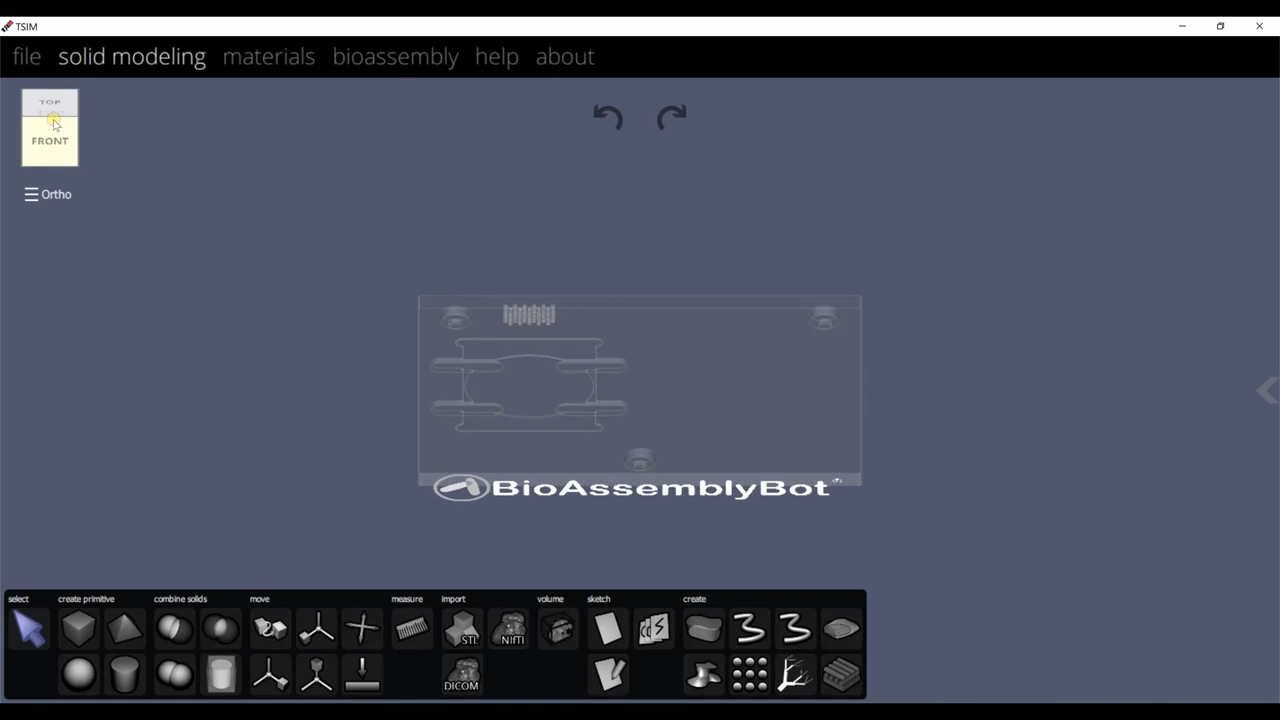 TSIM
file solid modeling materials bioassembly help about
TOP
FRONT
Ortho
BioAssemblyBot
select create primitive combine solids move measure import volume sketch create
STL NIfTI
DICOM